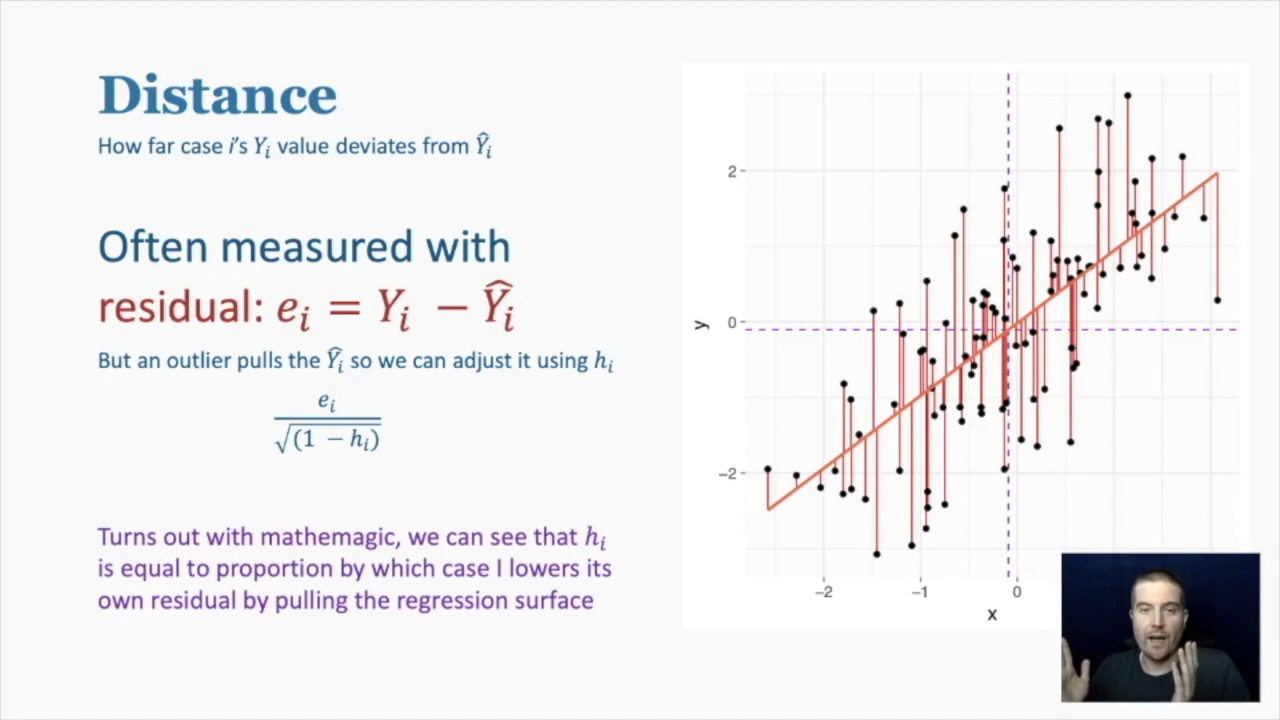 Distance
How far case i's Yᵢ value deviates from Ŷᵢ
Often measured with
residual: eᵢ = Yᵢ − Ŷᵢ
But an outlier pulls the Ŷᵢ so we can adjust it using hᵢ
eᵢ
√(1 − hᵢ)
Turns out with mathemagic, we can see that hᵢ
is equal to proportion by which case I lowers its
own residual by pulling the regression surface
2
0
−2
y
−2 −1 0
x